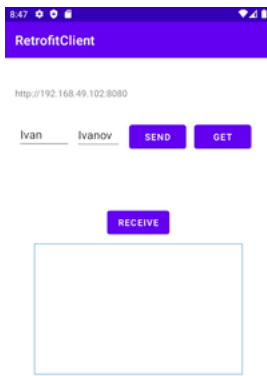 8:47
RetrofitClient
http://192.168.49.102:8080
Ivan Ivanov SEND GET
RECEIVE